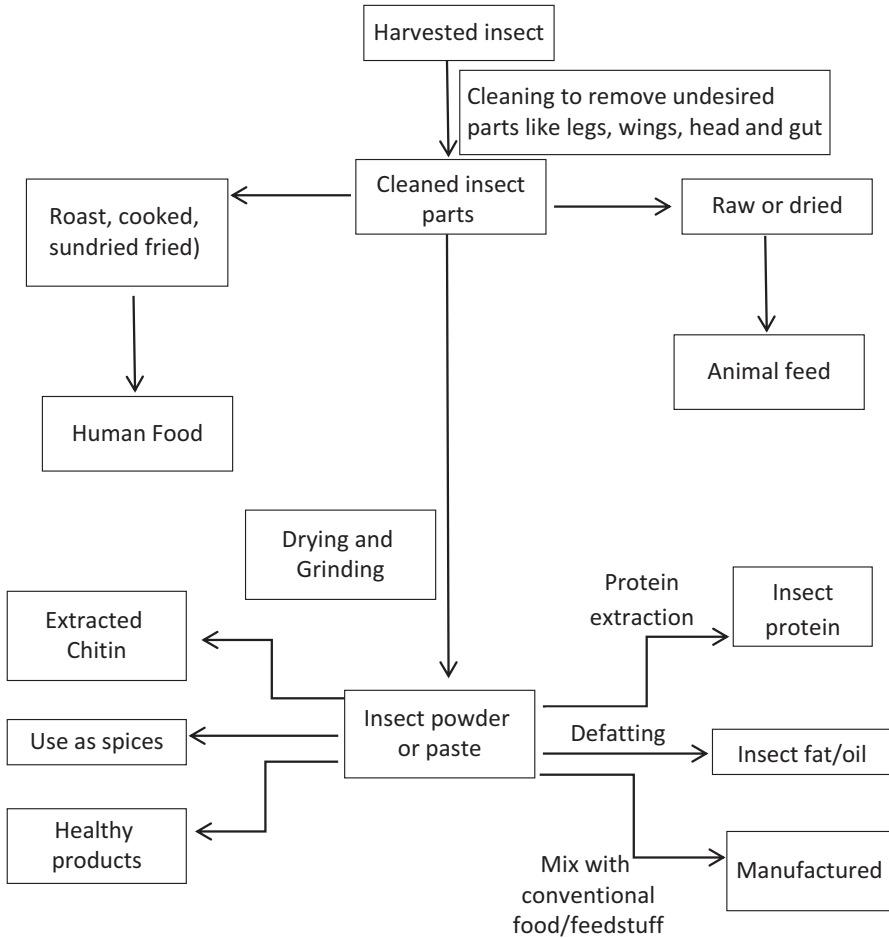 Harvested insect
Cleaning to remove undesired
parts like legs, wings, head and gut
Cleaned insect
parts
Roast, cooked,
sundried fried)
Raw or dried
Human Food
Animal feed
Drying and
Grinding
Extracted
Chitin
Protein
extraction
Insect
protein
Use as spices
Insect powder
or paste
Defatting
Insect fat/oil
Healthy
products
Mix with
conventional
food/feedstuff
Manufactured